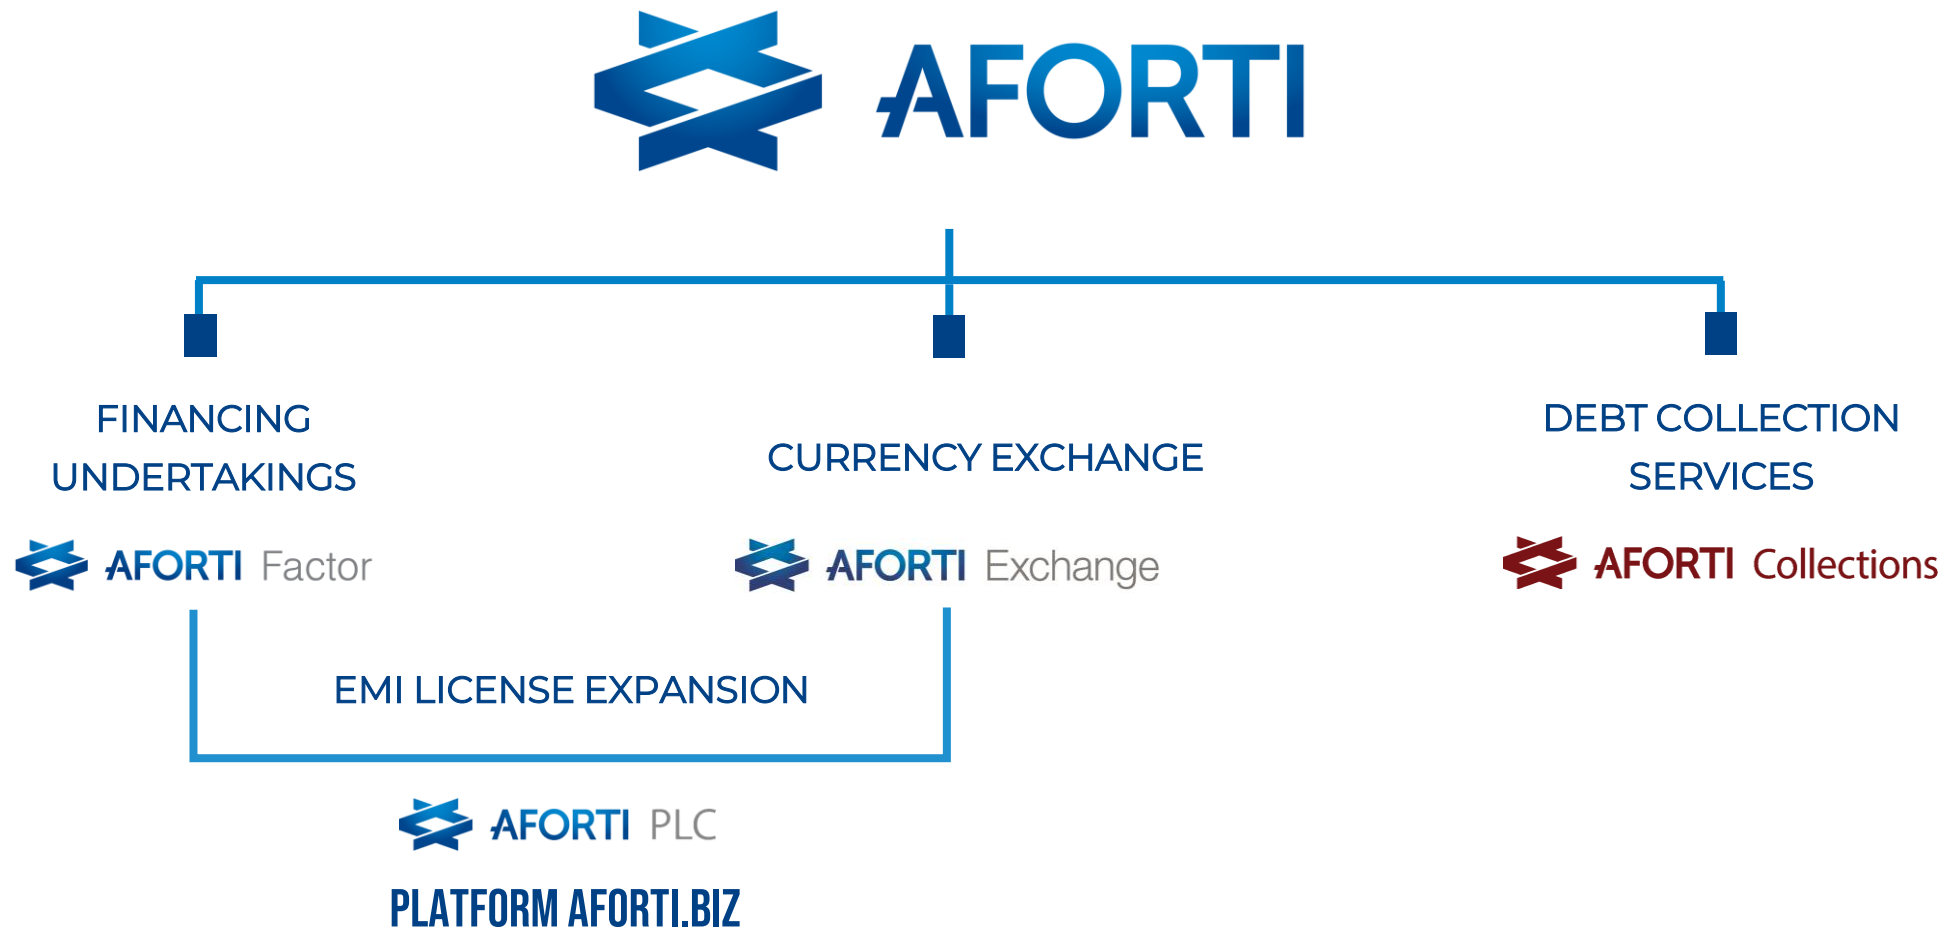 AFORTI
FINANCING
UNDERTAKINGS
AFORTI Factor
CURRENCY EXCHANGE
AFORTI Exchange
DEBT COLLECTION
SERVICES
AFORTI Collections
EMI LICENSE EXPANSION
AFORTI PLC
PLATFORM AFORTI.BIZ